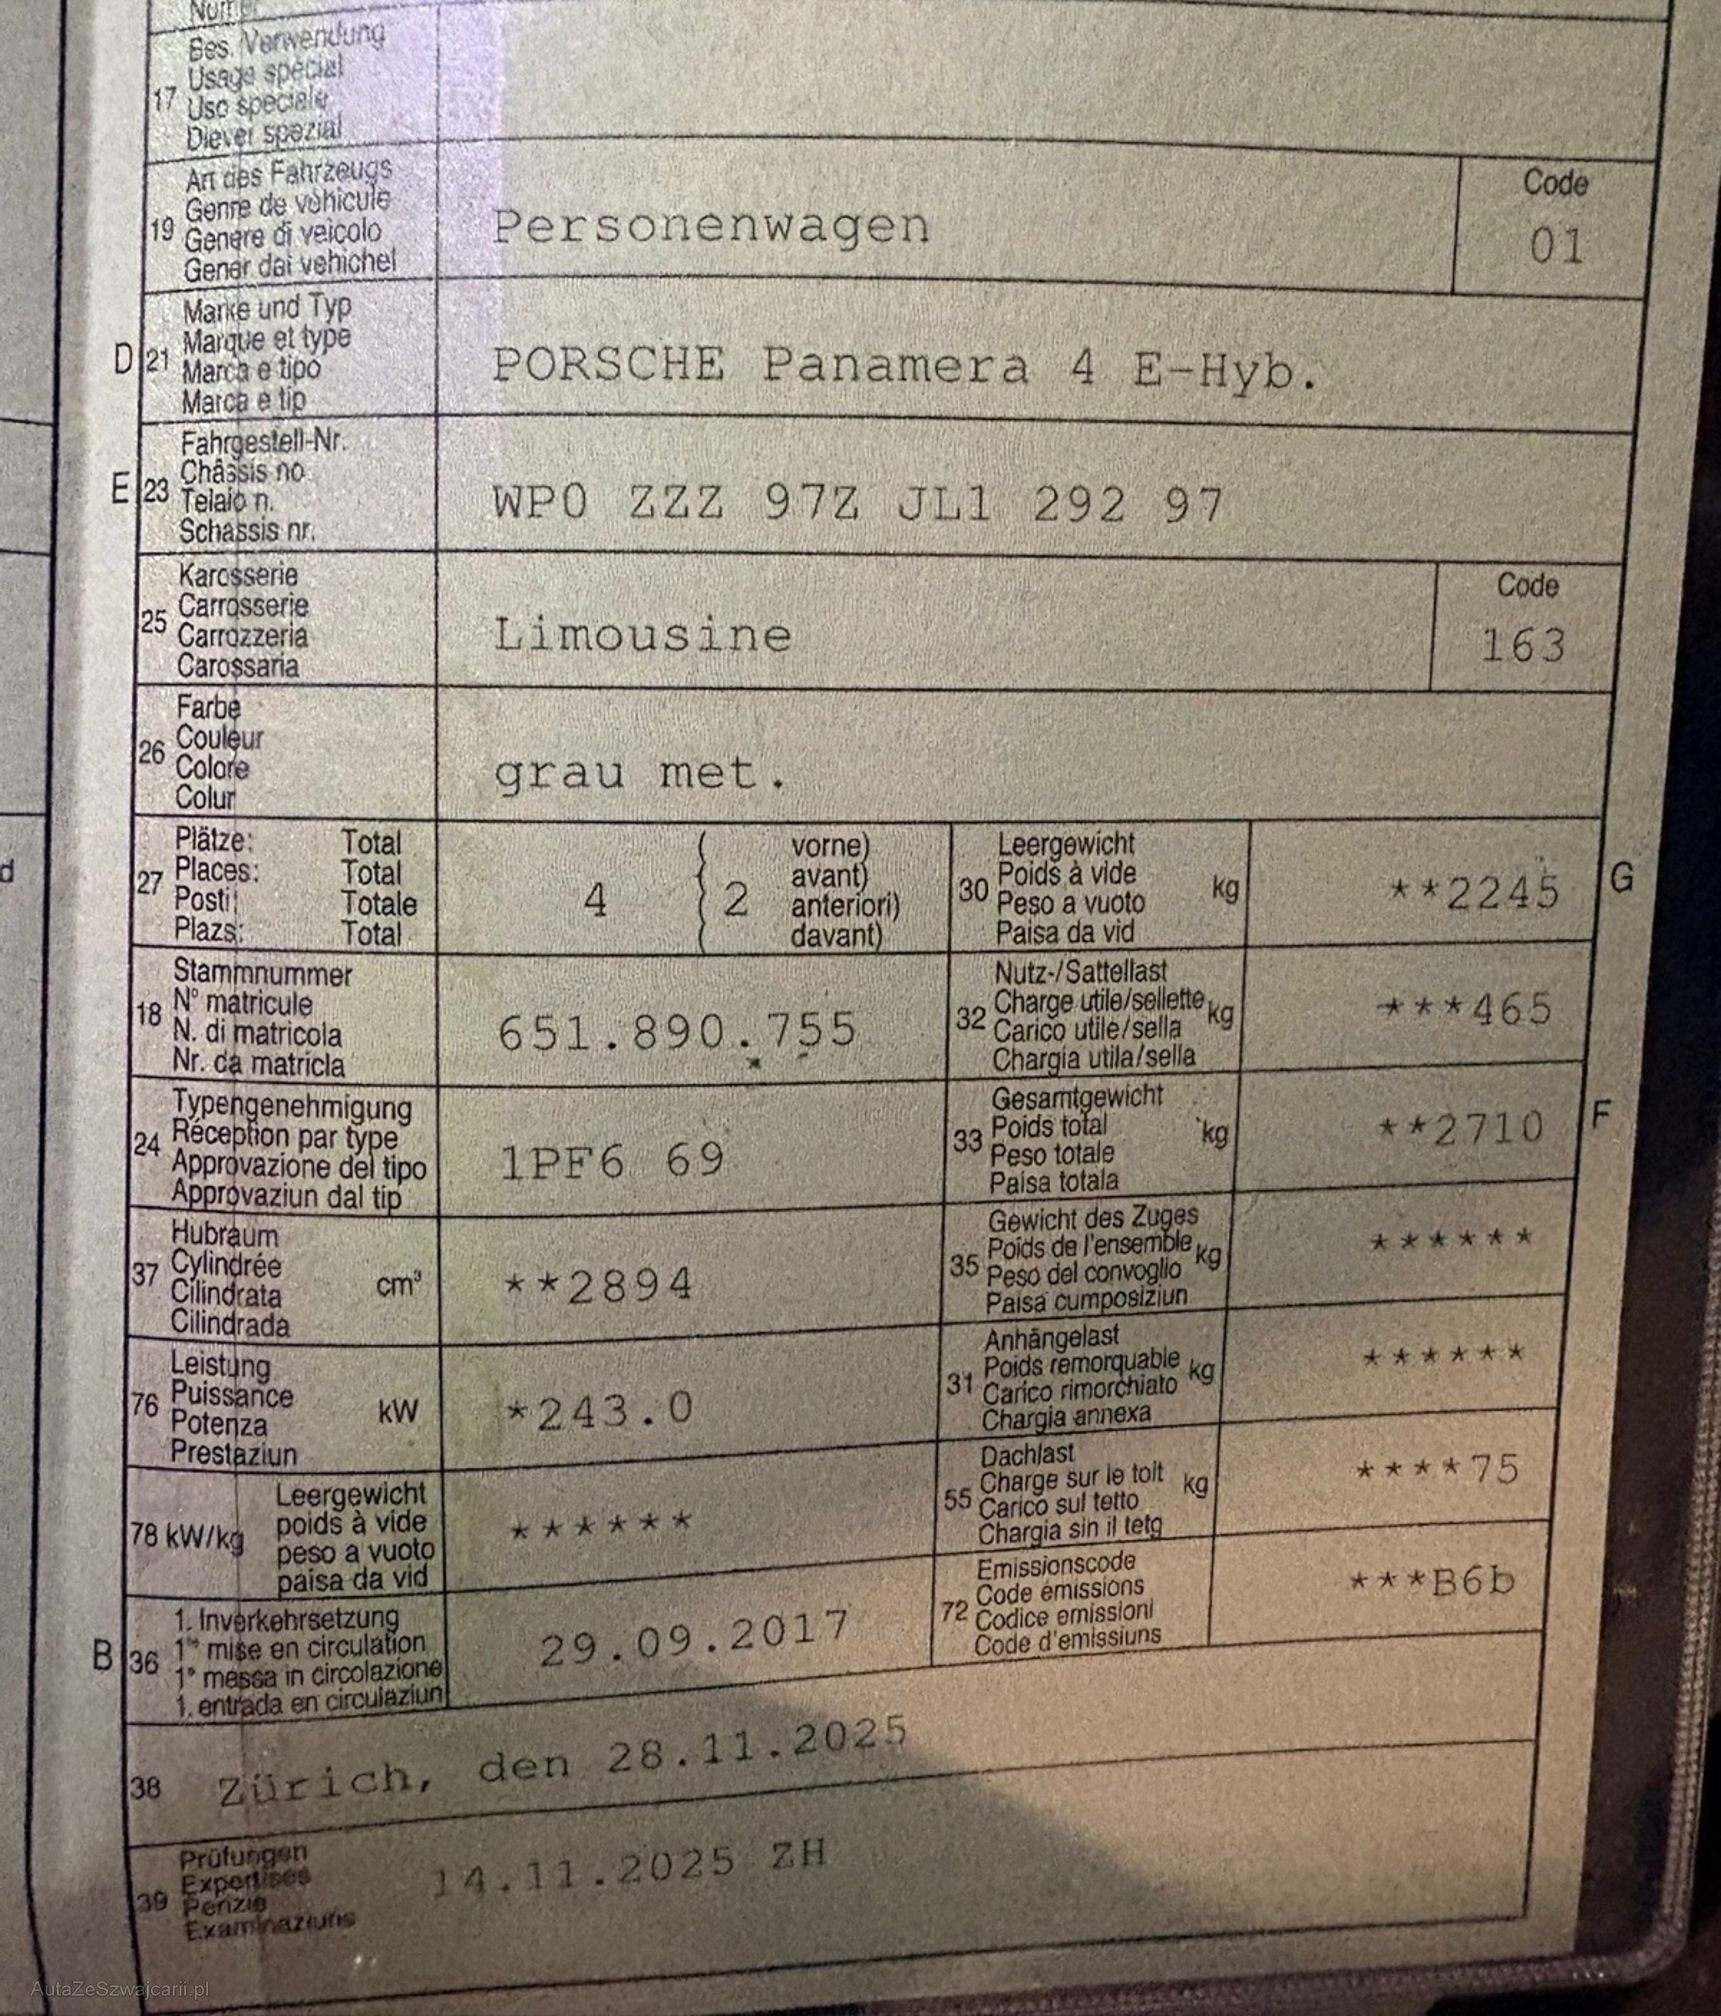 17 Bes. Verwendung
Usage spécial
Uso speciale
Diever spezial
19 Art des Fahrzeugs
Genre de véhicule
Genere di veicolo
Gener dai vehichel
Personenwagen
Code
01
D 21 Marke und Typ
Marque et type
Marca e tipo
Marca e tip
PORSCHE Panamera 4 E-Hyb.
E 23 Fahrgestell-Nr.
Châssis no
Telaio n.
Schassis nr.
WP0 ZZZ 97Z JL1 292 97
25 Karosserie
Carrosserie
Carrozzeria
Carossaria
Limousine
Code
163
26 Farbe
Couleur
Colore
Colur
grau met.
27 Plätze: Total
Places: Total
Posti: Totale
Plazs: Total
4 { 2
vorne)
avant)
anteriori)
davant)
30 Leergewicht
Poids à vide kg
Peso a vuoto
Paisa da vid
**2245 G
18 Stammnummer
N° matricule
N. di matricola
Nr. da matricla
651.890.755
32 Nutz-/Sattellast
Charge utile/sellette kg
Carico utile/sella
Chargia utila/sella
***465
24 Typengenehmigung
Réception par type
Approvazione del tipo
Approvaziun dal tip
1PF6 69
33 Gesamtgewicht
Poids total kg
Peso totale
Paisa totala
**2710 F
37 Hubraum
Cylindrée cm³
Cilindrata
Cilindrada
**2894
35 Gewicht des Zuges
Poids de l'ensemble kg
Peso del convoglio
Paisa cumposiziun
******
76 Leistung
Puissance kW
Potenza
Prestaziun
*243.0
31 Anhängelast
Poids remorquable kg
Carico rimorchiato
Chargia annexa
******
78 kW/kg Leergewicht
poids à vide
peso a vuoto
paisa da vid
******
55 Dachlast
Charge sur le toit kg
Carico sul tetto
Chargia sin il tetg
****75
B 36 1. Inverkehrsetzung
1re mise en circulation
1a messa in circolazione
1. entrada en circulaziun
29.09.2017
72 Emissionscode
Code émissions
Codice emissioni
Code d'emissiuns
***B6b
38 Zürich, den 28.11.2025
39 Prüfungen
Expertises
Perizie
Examinaziuns
14.11.2025 ZH
AutaZeSzwajcarii.pl